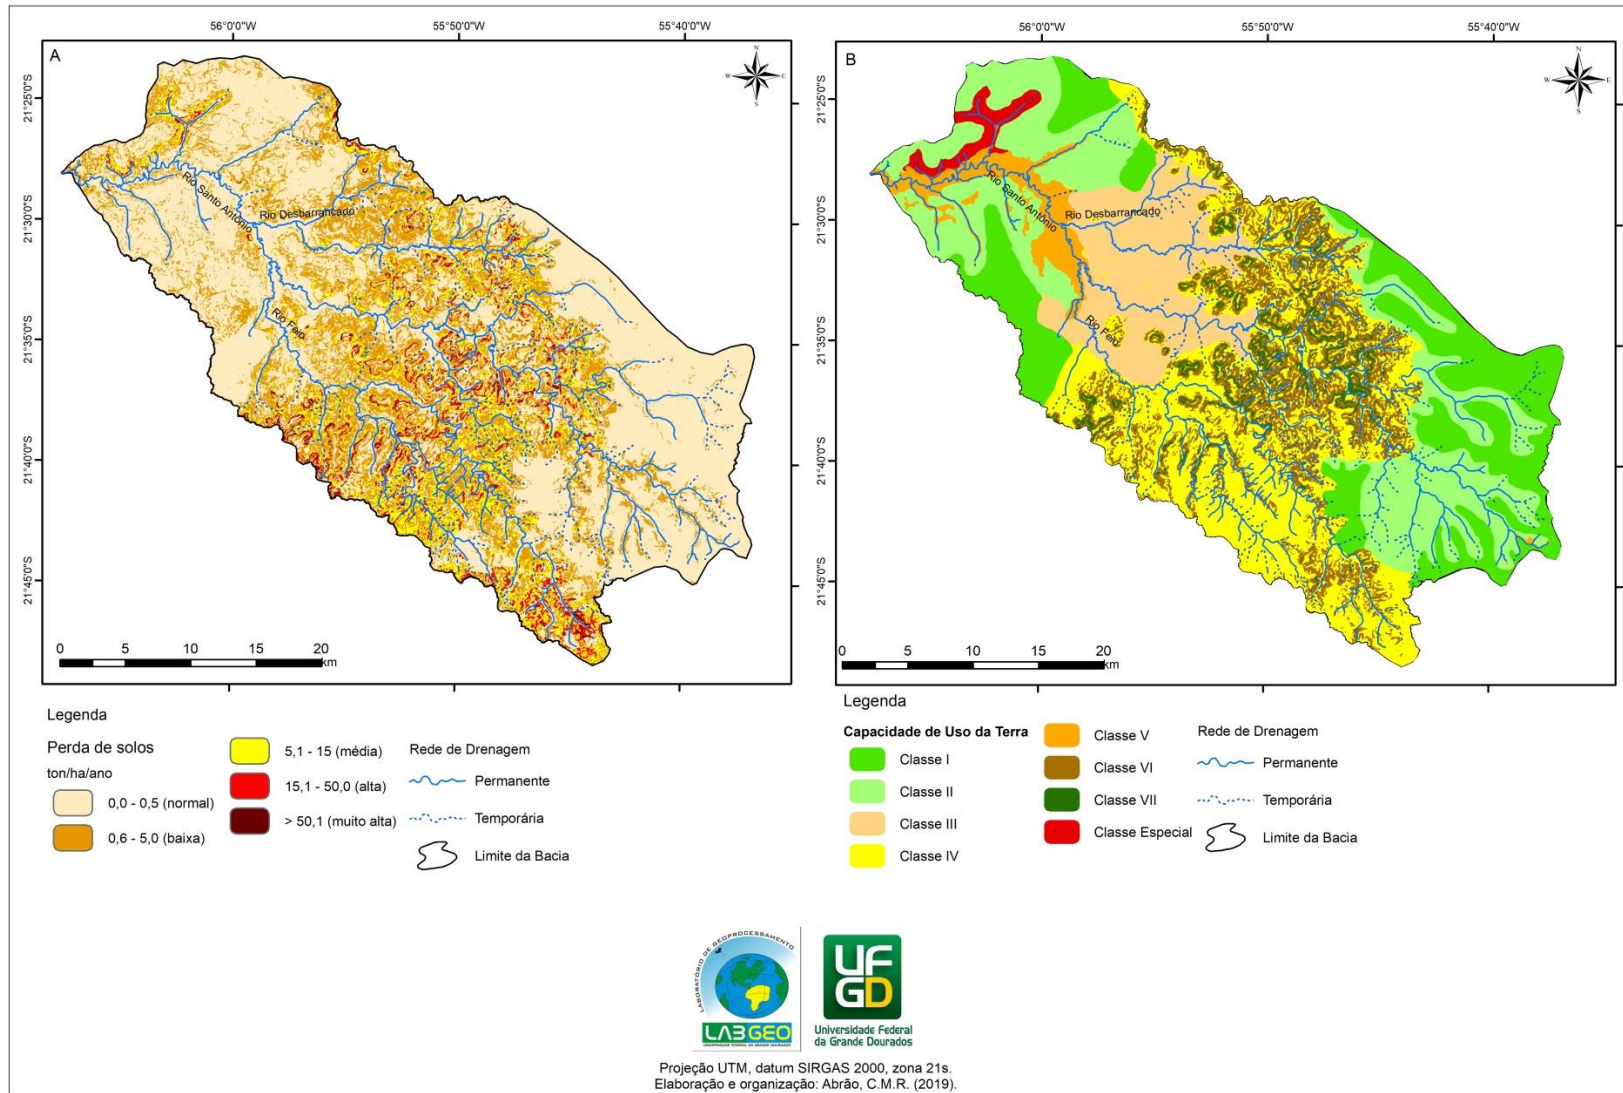 A
56°0'0"W
55°50'0"W
55°40'0"W
21°25'0"S
21°30'0"S
21°35'0"S
21°40'0"S
21°45'0"S
N
W
E
S
Rio Santo Antônio
Rio Desbarrancado
Rio Feio
0
5
10
15
20
km
Legenda
Perda de solos
ton/ha/ano
0,0 - 0,5 (normal)
0,6 - 5,0 (baixa)
5,1 - 15 (média)
15,1 - 50,0 (alta)
> 50,1 (muito alta)
Rede de Drenagem
Permanente
Temporária
Limite da Bacia
B
56°0'0"W
55°50'0"W
55°40'0"W
21°25'0"S
21°30'0"S
21°35'0"S
21°40'0"S
21°45'0"S
N
W
E
S
Rio Santo Antônio
Rio Desbarrancado
Rio Feio
0
5
10
15
20
km
Legenda
Capacidade de Uso da Terra
Classe I
Classe II
Classe III
Classe IV
Classe V
Classe VI
Classe VII
Classe Especial
Rede de Drenagem
Permanente
Temporária
Limite da Bacia
LABORATÓRIO DE GEOPROCESSAMENTO
LABGEO
UNIVERSIDADE FEDERAL DA GRANDE DOURADOS
UF
GD
Universidade Federal
da Grande Dourados
Projeção UTM, datum SIRGAS 2000, zona 21s.
Elaboração e organização: Abrão, C.M.R. (2019).